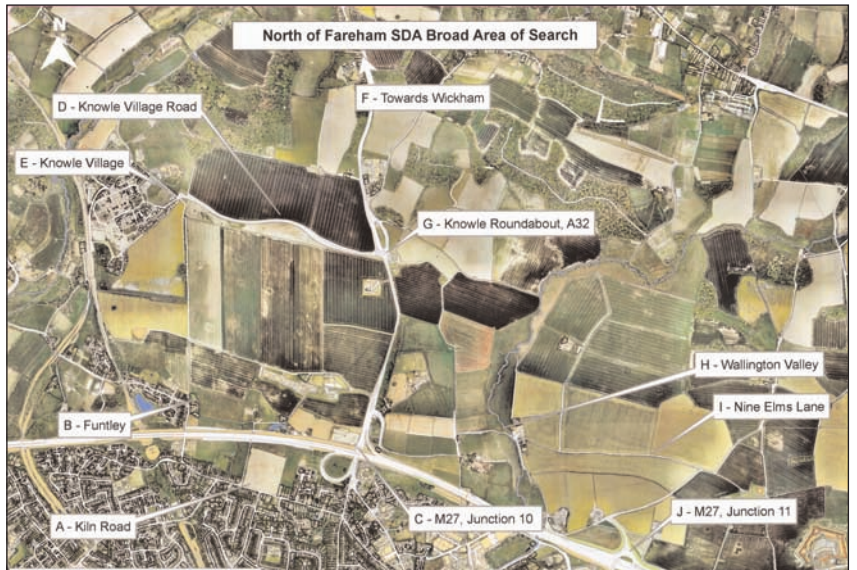 North of Fareham SDA Broad Area of Search
N
D - Knowle Village Road
F - Towards Wickham
E - Knowle Village
G - Knowle Roundabout, A32
H - Wallington Valley
I - Nine Elms Lane
B - Funtley
A - Kiln Road
C - M27, Junction 10
J - M27, Junction 11